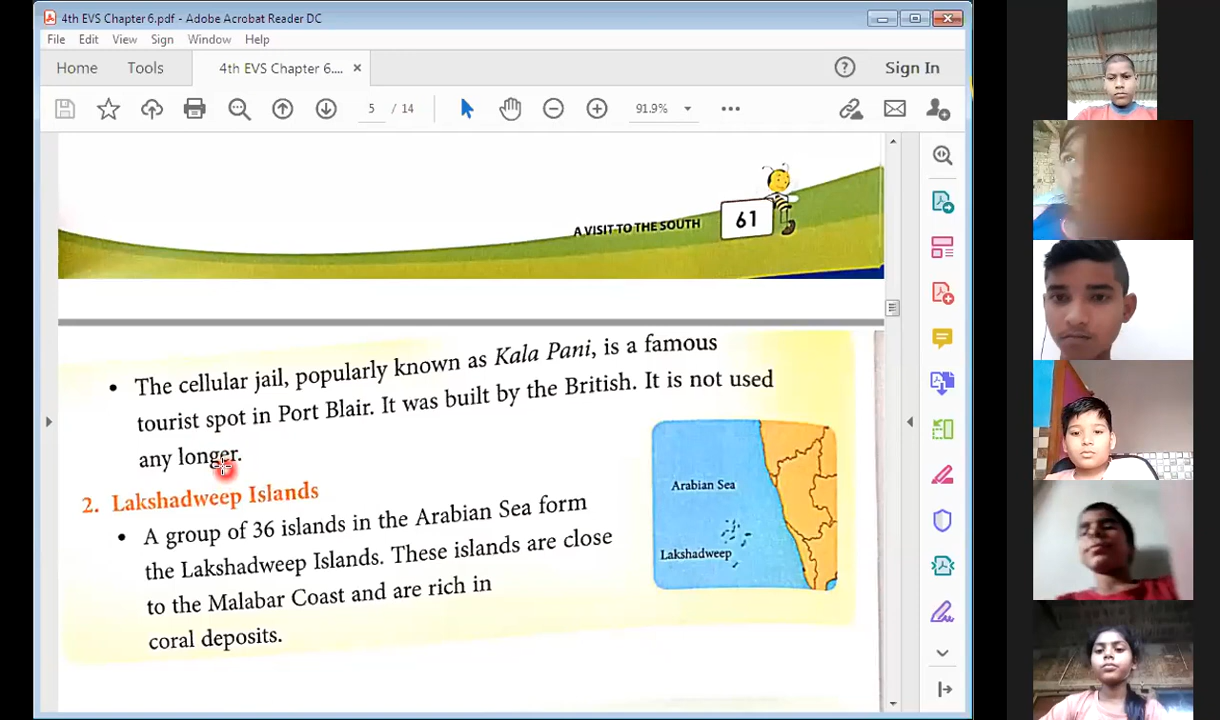 4th EVS Chapter 6.pdf - Adobe Acrobat Reader DC
File Edit View Sign Window Help
Home Tools 4th EVS Chapter 6.... × Sign In
5 / 14 91.9%
A VISIT TO THE SOUTH 61
• The cellular jail, popularly known as Kala Pani, is a famous
tourist spot in Port Blair. It was built by the British. It is not used
any longer.
2. Lakshadweep Islands
• A group of 36 islands in the Arabian Sea form
the Lakshadweep Islands. These islands are close
to the Malabar Coast and are rich in
coral deposits.
Arabian Sea
Lakshadweep